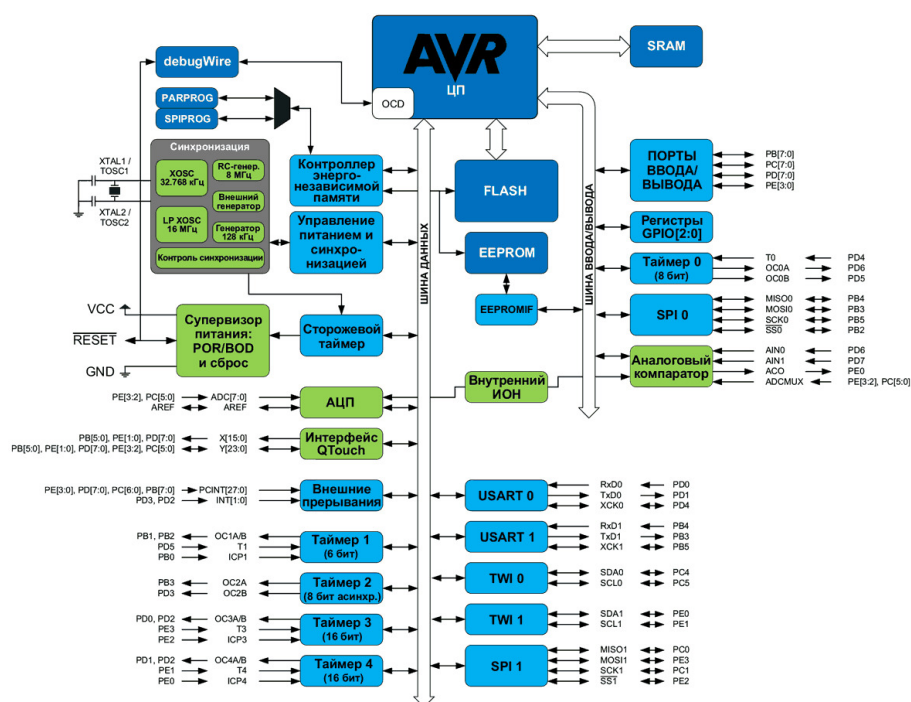 AVR
ЦП
OCD
SRAM
debugWire
PARPROG
SPIPROG
Синхронизация
XTAL1 /
TOSC1
XTAL2 /
TOSC2
XOSC
32.768 кГц
RC-генер.
8 МГц
Внешний
генератор
LP XOSC
16 МГц
Генератор
128 кГц
Контроль синхронизации
Контроллер
энерго-
независимой
памяти
Управление
питанием и
синхро-
низацией
FLASH
EEPROM
EEPROMIF
ШИНА ДАННЫХ
ШИНА ВВОДА/ВЫВОДА
VCC
RESET
GND
Супервизор
питания:
POR/BOD
и сброс
Сторожевой
таймер
ПОРТЫ
ВВОДА/
ВЫВОДА
PB[7:0]
PC[7:0]
PD[7:0]
PE[3:0]
Регистры
GPIO[2:0]
Таймер 0
(8 бит)
T0 PD4
OC0A PD6
OC0B PD5
SPI 0
MISO0 PB4
MOSI0 PB3
SCK0 PB5
SS0 PB2
Аналоговый
компаратор
AIN0 PD6
AIN1 PD7
ACO PE0
ADCMUX PE[3:2], PC[5:0]
Внутренний
ИОН
PE[3:2], PC[5:0] ADC[7:0]
AREF AREF
АЦП
PB[5:0], PE[1:0], PD[7:0] X[15:0]
PB[5:0], PE[1:0], PD[7:0], PE[3:2], PC[5:0] Y[23:0]
Интерфейс
QTouch
PE[3:0], PD[7:0], PC[6:0], PB[7:0] PCINT[27:0]
PD3, PD2 INT[1:0]
Внешние
прерывания
PB1, PB2 OC1A/B
PD5 T1
PB0 ICP1
Таймер 1
(6 бит)
PB3 OC2A
PD3 OC2B
Таймер 2
(8 бит асинхр.)
PD0, PD2 OC3A/B
PE3 T3
PE2 ICP3
Таймер 3
(16 бит)
PD1, PD2 OC4A/B
PE1 T4
PE0 ICP4
Таймер 4
(16 бит)
USART 0
RxD0 PD0
TxD0 PD1
XCK0 PD4
USART 1
RxD1 PB4
TxD1 PB3
XCK1 PB5
TWI 0
SDA0 PC4
SCL0 PC5
TWI 1
SDA1 PE0
SCL1 PE1
SPI 1
MISO1 PC0
MOSI1 PE3
SCK1 PC1
SS1 PE2